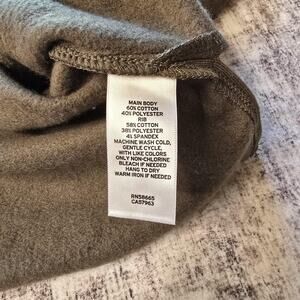 MAIN BODY
60% COTTON
40% POLYESTER
RIB
58% COTTON
38% POLYESTER
4% SPANDEX
MACHINE WASH COLD,
GENTLE CYCLE,
WITH LIKE COLORS
ONLY NON-CHLORINE
BLEACH IF NEEDED
HANG TO DRY
WARM IRON IF NEEDED
RN58665
CA57963